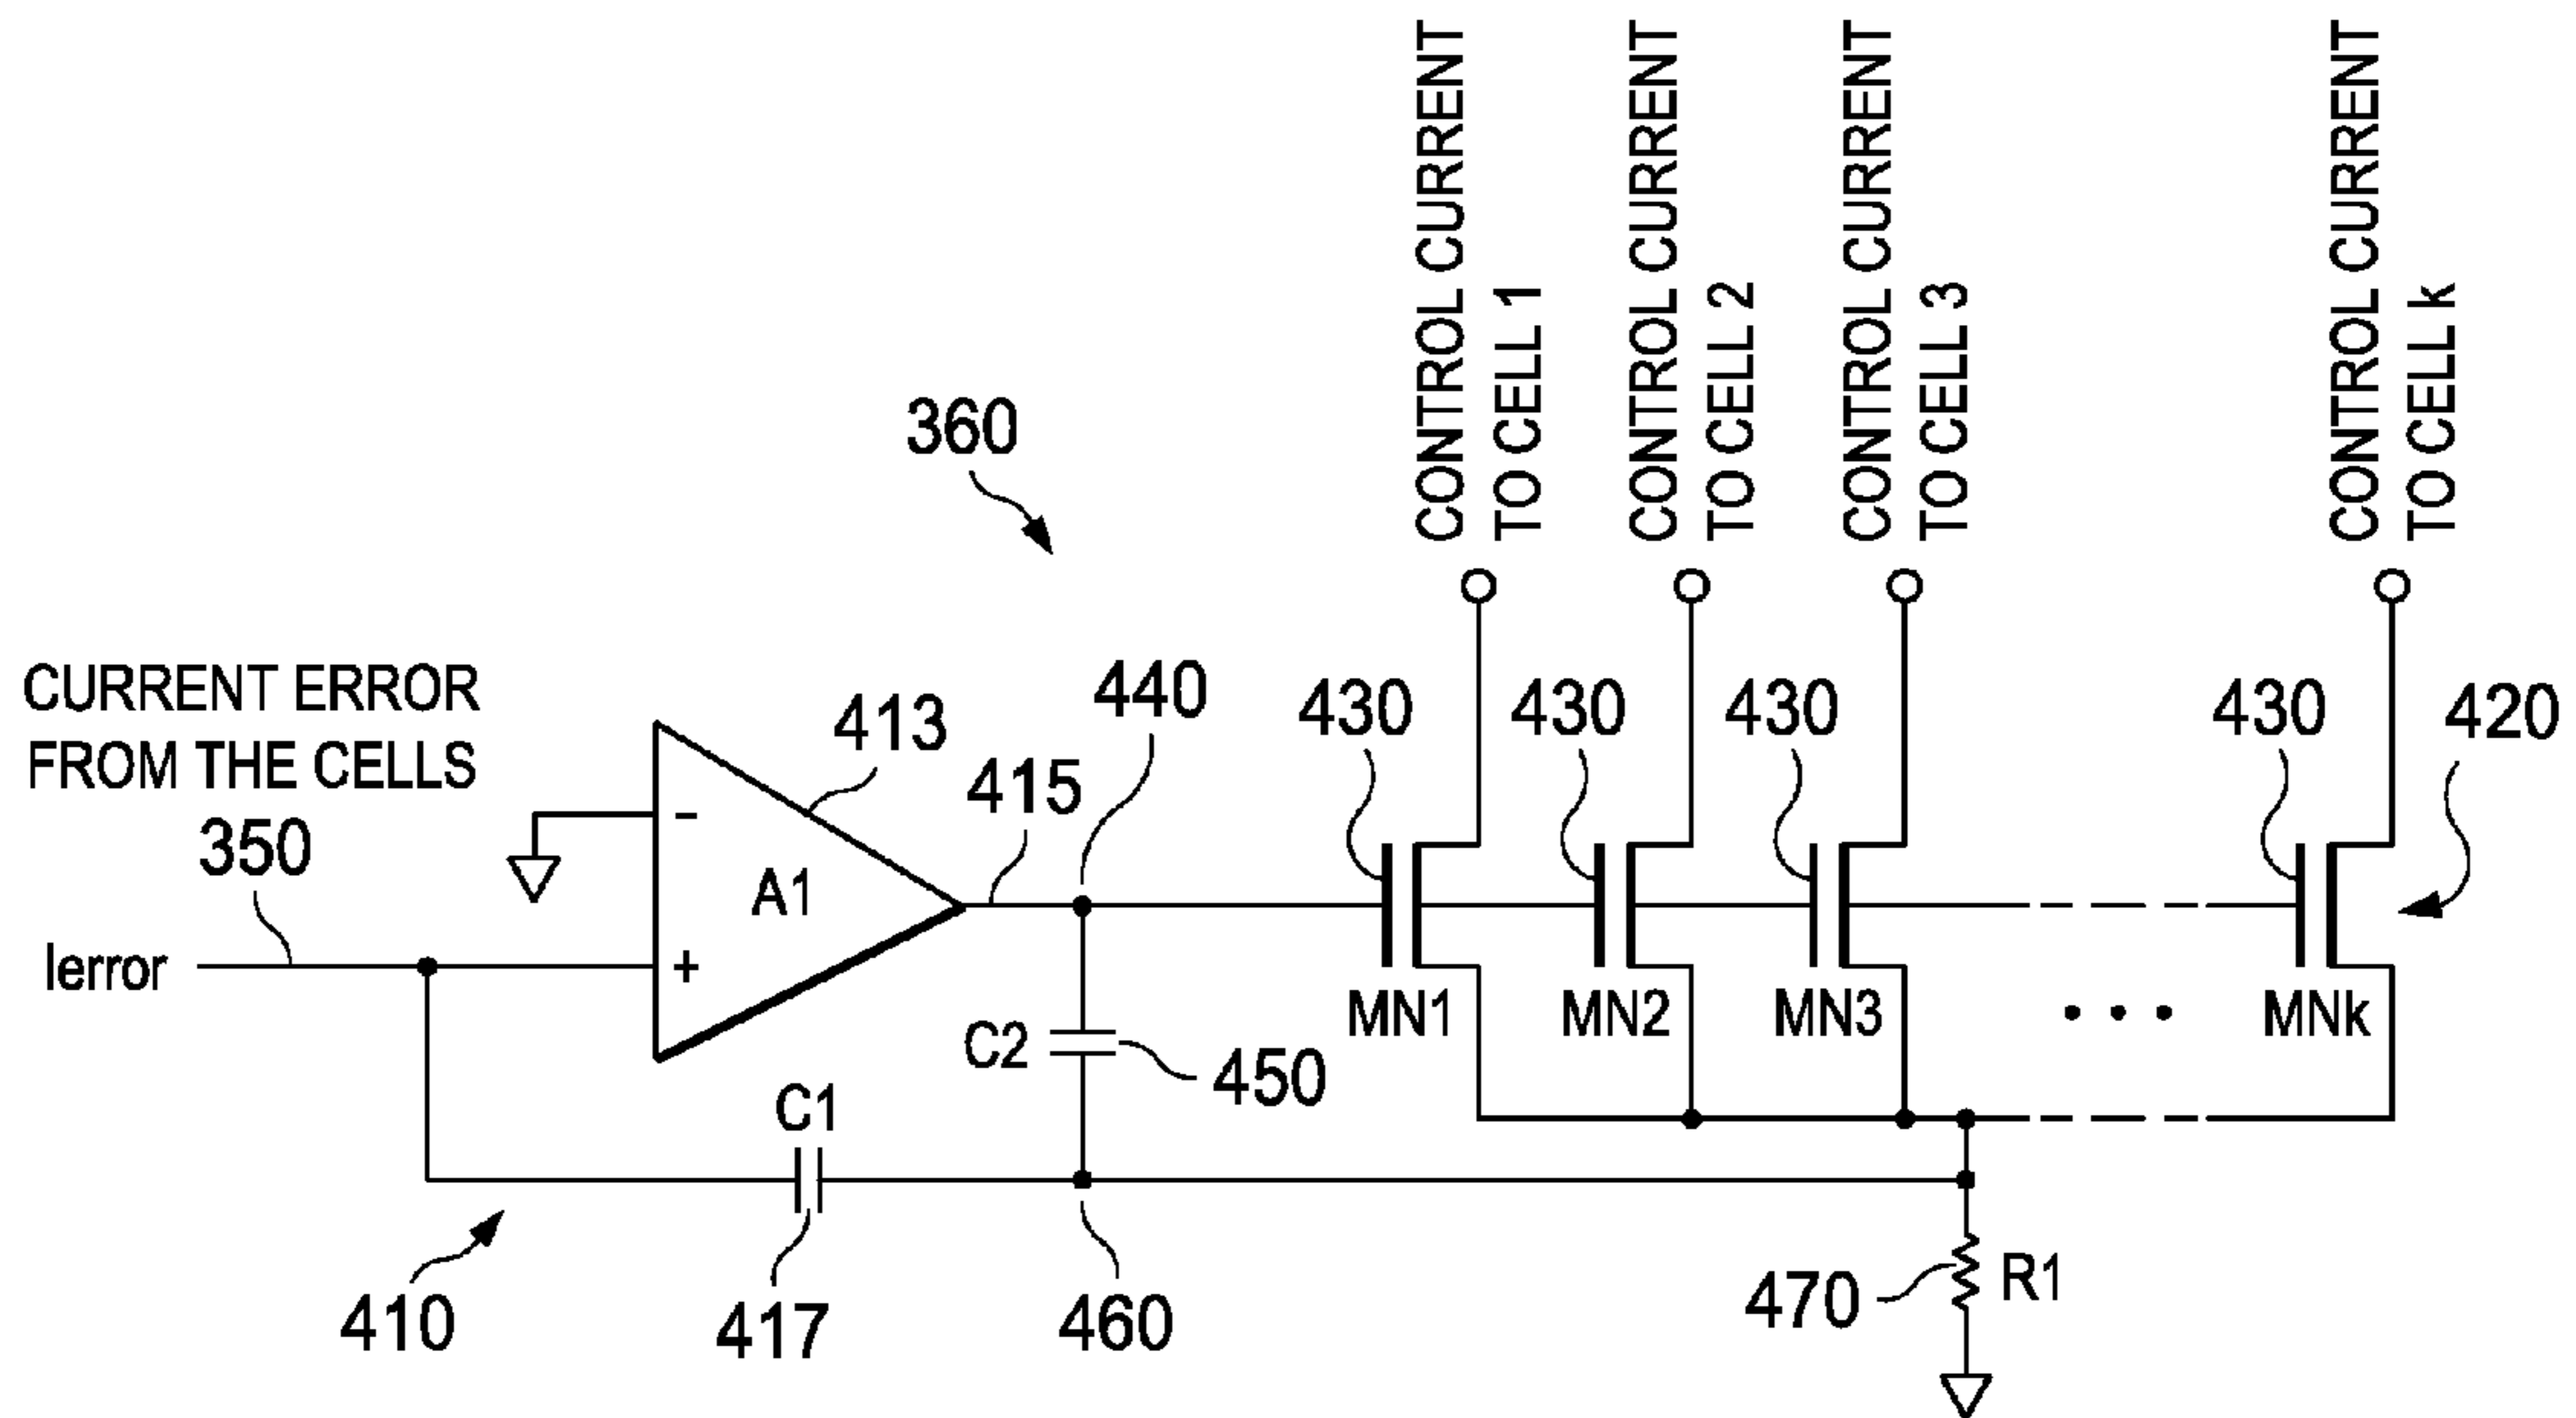 CONTROL CURRENT
TO CELL 1
CONTROL CURRENT
TO CELL 2
CONTROL CURRENT
TO CELL 3
CONTROL CURRENT
TO CELL k
360
CURRENT ERROR
FROM THE CELLS
350
Ierror
413
415
440
A1
-
+
430
430
430
430
420
MN1
MN2
MN3
• • •
MNk
C2
450
C1
410
417
460
470
R1